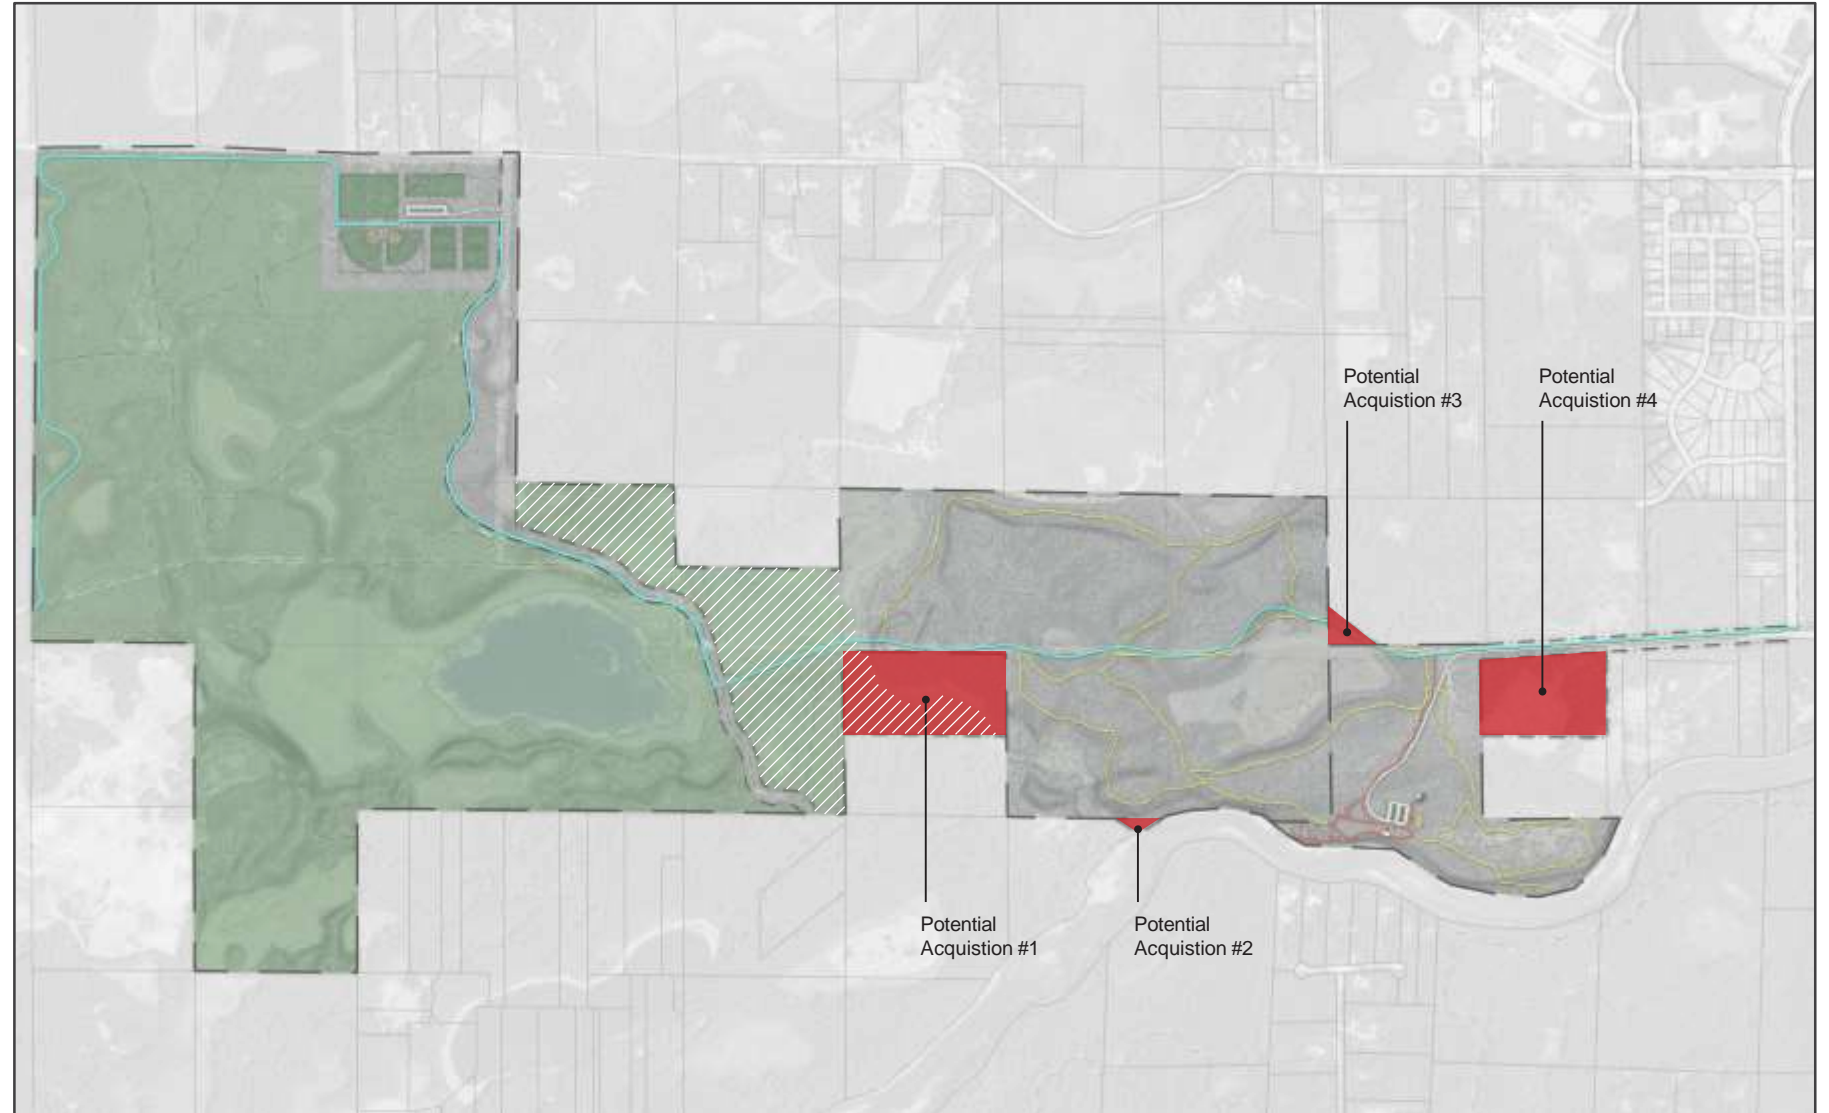 Potential
Acquistion #3
Potential
Acquistion #4
Potential
Acquistion #1
Potential
Acquistion #2